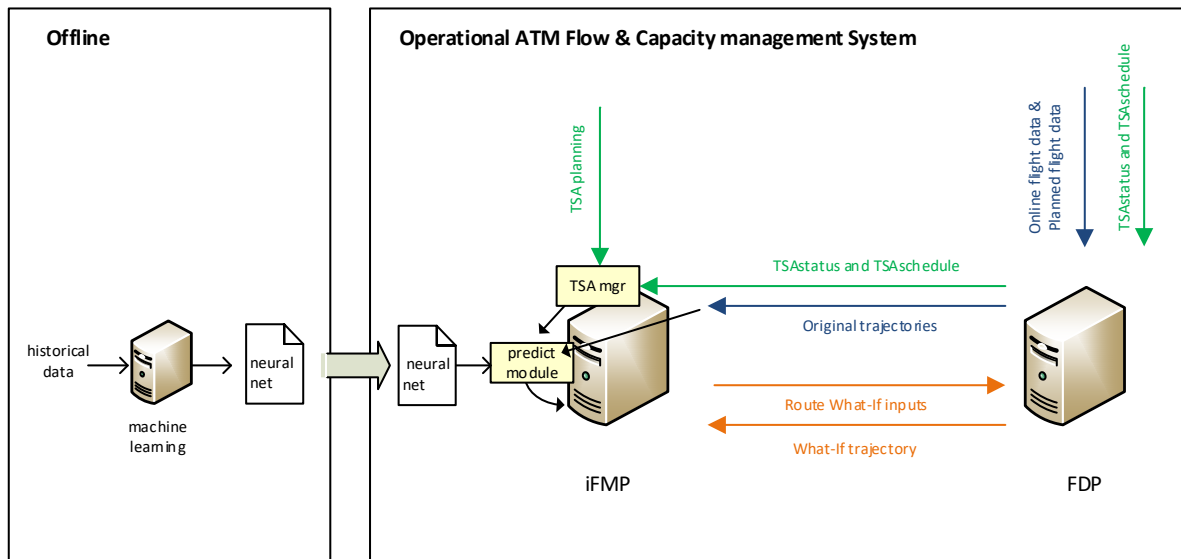 Offline
historical
data
machine
learning
neural
net
Operational ATM Flow & Capacity management System
TSA planning
Online flight data &
Planned flight data
TSAstatus and TSAschedule
TSA mgr
TSAstatus and TSAschedule
Original trajectories
neural
net
predict
module
Route What-If inputs
What-If trajectory
iFMP
FDP